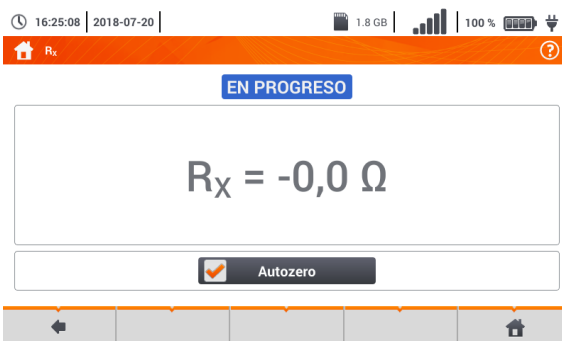 16:25:08 2018-07-20 1.8 GB 100 %
Rx ?
EN PROGRESO
RX = -0,0 Ω
Autozero